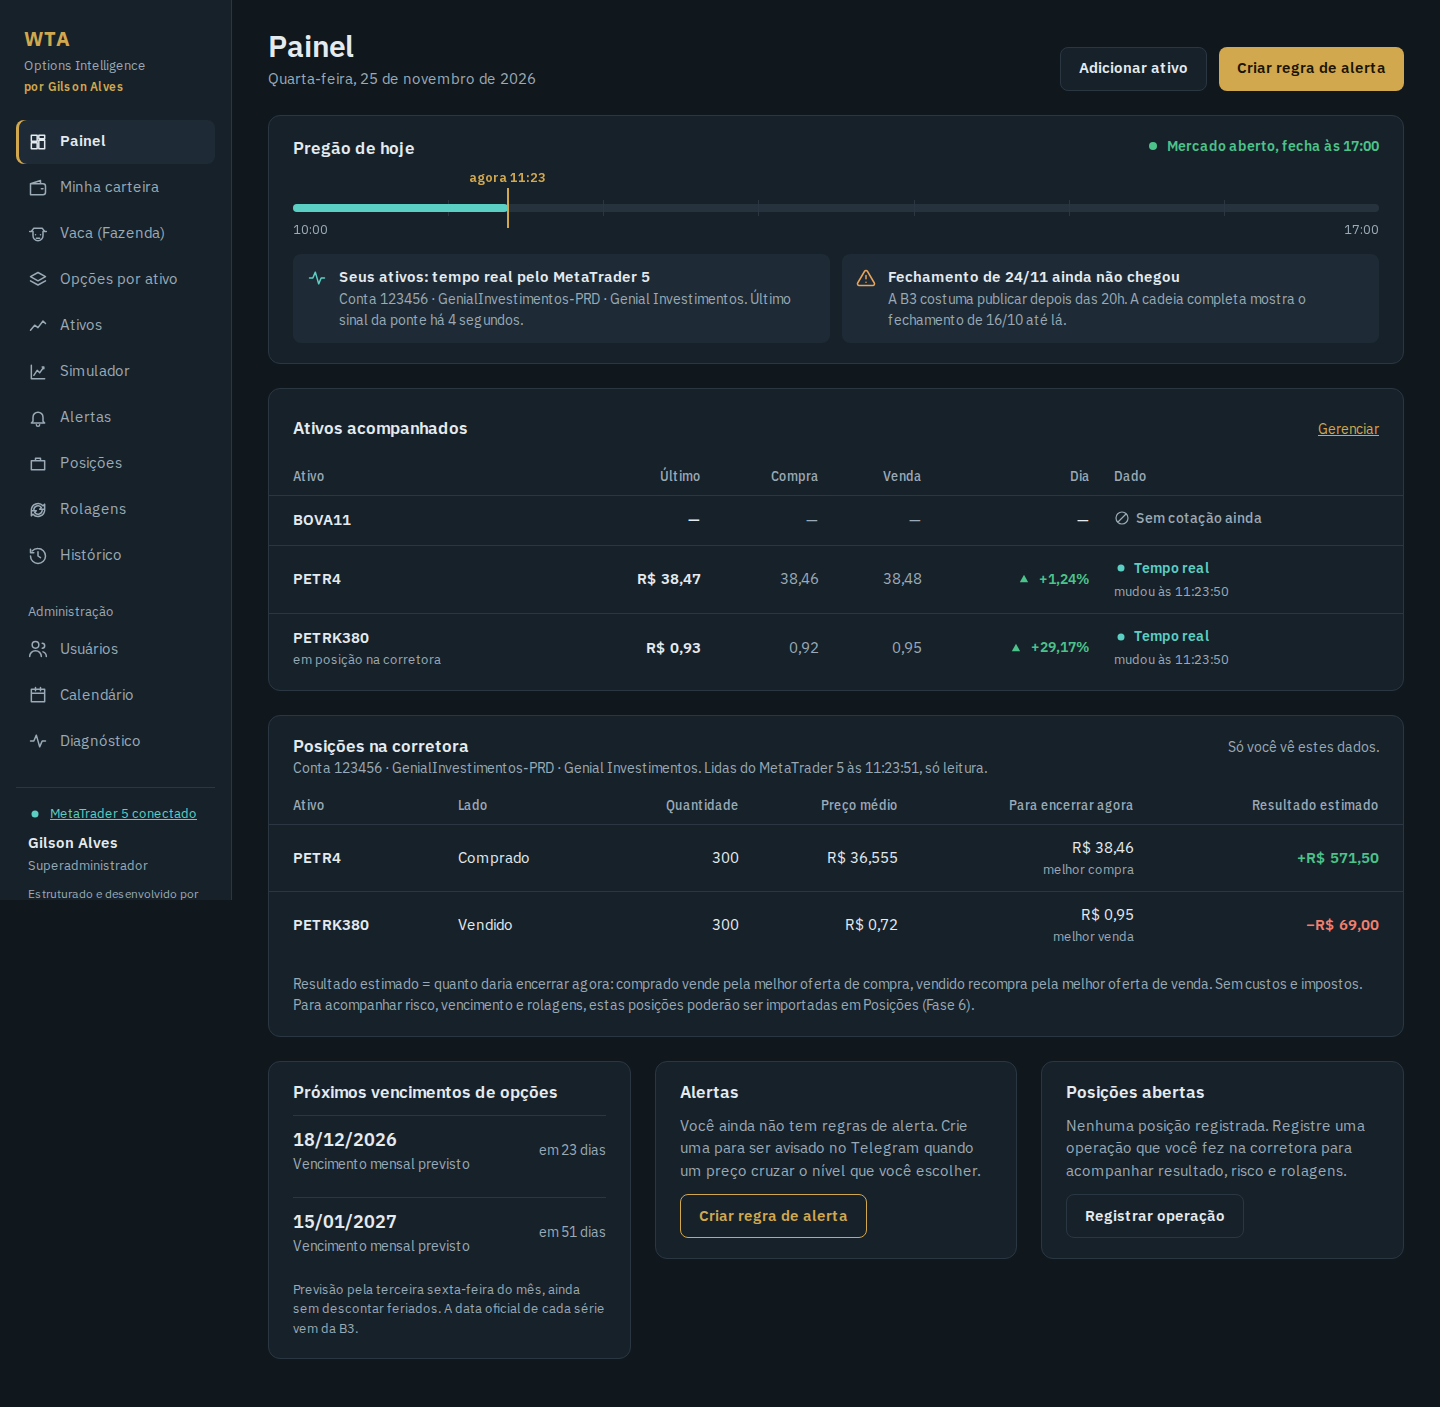 WTA
Options Intelligence
por Gilson Alves
Painel
Minha carteira
Vaca (Fazenda)
Opções por ativo
Ativos
Simulador
Alertas
Posições
Rolagens
Histórico
Administração
Usuários
Calendário
Diagnóstico
MetaTrader 5 conectado
Gilson Alves
Superadministrador
Estruturado e desenvolvido por
Painel
Quarta-feira, 25 de novembro de 2026
Adicionar ativo
Criar regra de alerta
Pregão de hoje
Mercado aberto, fecha às 17:00
agora 11:23
10:00
17:00
Seus ativos: tempo real pelo MetaTrader 5
Conta 123456 · GenialInvestimentos-PRD · Genial Investimentos. Último
sinal da ponte há 4 segundos.
Fechamento de 24/11 ainda não chegou
A B3 costuma publicar depois das 20h. A cadeia completa mostra o
fechamento de 16/10 até lá.
Ativos acompanhados
Gerenciar
Ativo Último Compra Venda Dia Dado
BOVA11 — — — — Sem cotação ainda
PETR4 R$ 38,47 38,46 38,48 ▲ +1,24% Tempo real
mudou às 11:23:50
PETRK380 R$ 0,93 0,92 0,95 ▲ +29,17% Tempo real
em posição na corretora mudou às 11:23:50
Posições na corretora
Só você vê estes dados.
Conta 123456 · GenialInvestimentos-PRD · Genial Investimentos. Lidas do MetaTrader 5 às 11:23:51, só leitura.
Ativo Lado Quantidade Preço médio Para encerrar agora Resultado estimado
PETR4 Comprado 300 R$ 36,555 R$ 38,46 +R$ 571,50
melhor compra
PETRK380 Vendido 300 R$ 0,72 R$ 0,95 −R$ 69,00
melhor venda
Resultado estimado = quanto daria encerrar agora: comprado vende pela melhor oferta de compra, vendido recompra pela melhor oferta de venda. Sem custos e impostos.
Para acompanhar risco, vencimento e rolagens, estas posições poderão ser importadas em Posições (Fase 6).
Próximos vencimentos de opções
18/12/2026
Vencimento mensal previsto
em 23 dias
15/01/2027
Vencimento mensal previsto
em 51 dias
Previsão pela terceira sexta-feira do mês, ainda
sem descontar feriados. A data oficial de cada série
vem da B3.
Alertas
Você ainda não tem regras de alerta. Crie
uma para ser avisado no Telegram quando
um preço cruzar o nível que você escolher.
Criar regra de alerta
Posições abertas
Nenhuma posição registrada. Registre uma
operação que você fez na corretora para
acompanhar resultado, risco e rolagens.
Registrar operação